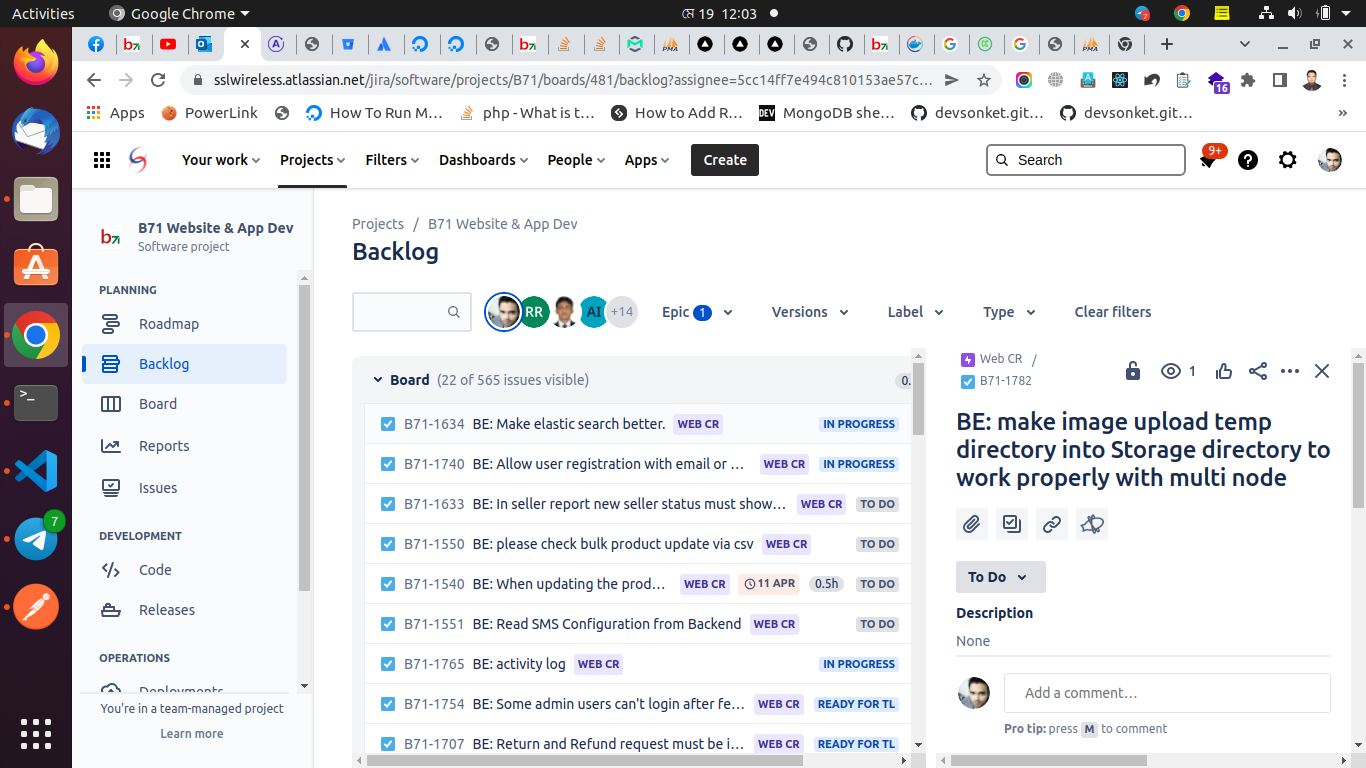 Activities
Google Chrome
মে 19 12:03
sslwireless.atlassian.net/jira/software/projects/B71/boards/481/backlog?assignee=5cc14ff7e494c810153ae57c...
16
Apps
PowerLink
How To Run M...
php - What is t...
How to Add R...
MongoDB she...
devsonket.git...
devsonket.git...
»
Your work
Projects
Filters
Dashboards
People
Apps
Create
Search
9+
B71 Website & App Dev
Software project
PLANNING
Roadmap
Backlog
Board
Reports
Issues
DEVELOPMENT
Code
Releases
OPERATIONS
Deployments
You're in a team-managed project
Learn more
Projects / B71 Website & App Dev
Backlog
RR
AI
+14
Epic 1
Versions
Label
Type
Clear filters
Board (22 of 565 issues visible) 0.
B71-1634 BE: Make elastic search better. WEB CR IN PROGRESS
B71-1740 BE: Allow user registration with email or ... WEB CR IN PROGRESS
B71-1633 BE: In seller report new seller status must show... WEB CR TO DO
B71-1550 BE: please check bulk product update via csv WEB CR TO DO
B71-1540 BE: When updating the prod... WEB CR 11 APR 0.5h TO DO
B71-1551 BE: Read SMS Configuration from Backend WEB CR TO DO
B71-1765 BE: activity log WEB CR IN PROGRESS
B71-1754 BE: Some admin users can't login after fe... WEB CR READY FOR TL
B71-1707 BE: Return and Refund request must be i... WEB CR READY FOR TL
Web CR /
B71-1782
1
BE: make image upload temp
directory into Storage directory to
work properly with multi node
To Do
Description
None
Add a comment…
Pro tip: press M to comment
7